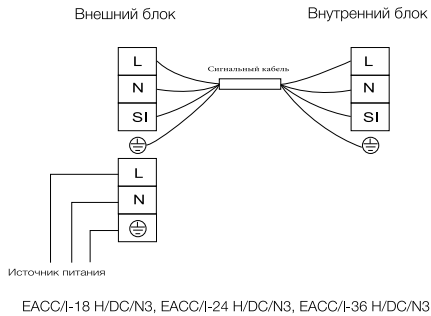 Внешний блок Внутренний блок
L L
Сигнальный кабель
N N
SI SI
L
N
Источник питания
EACC/I-18 H/DC/N3, EACC/I-24 H/DC/N3, EACC/I-36 H/DC/N3